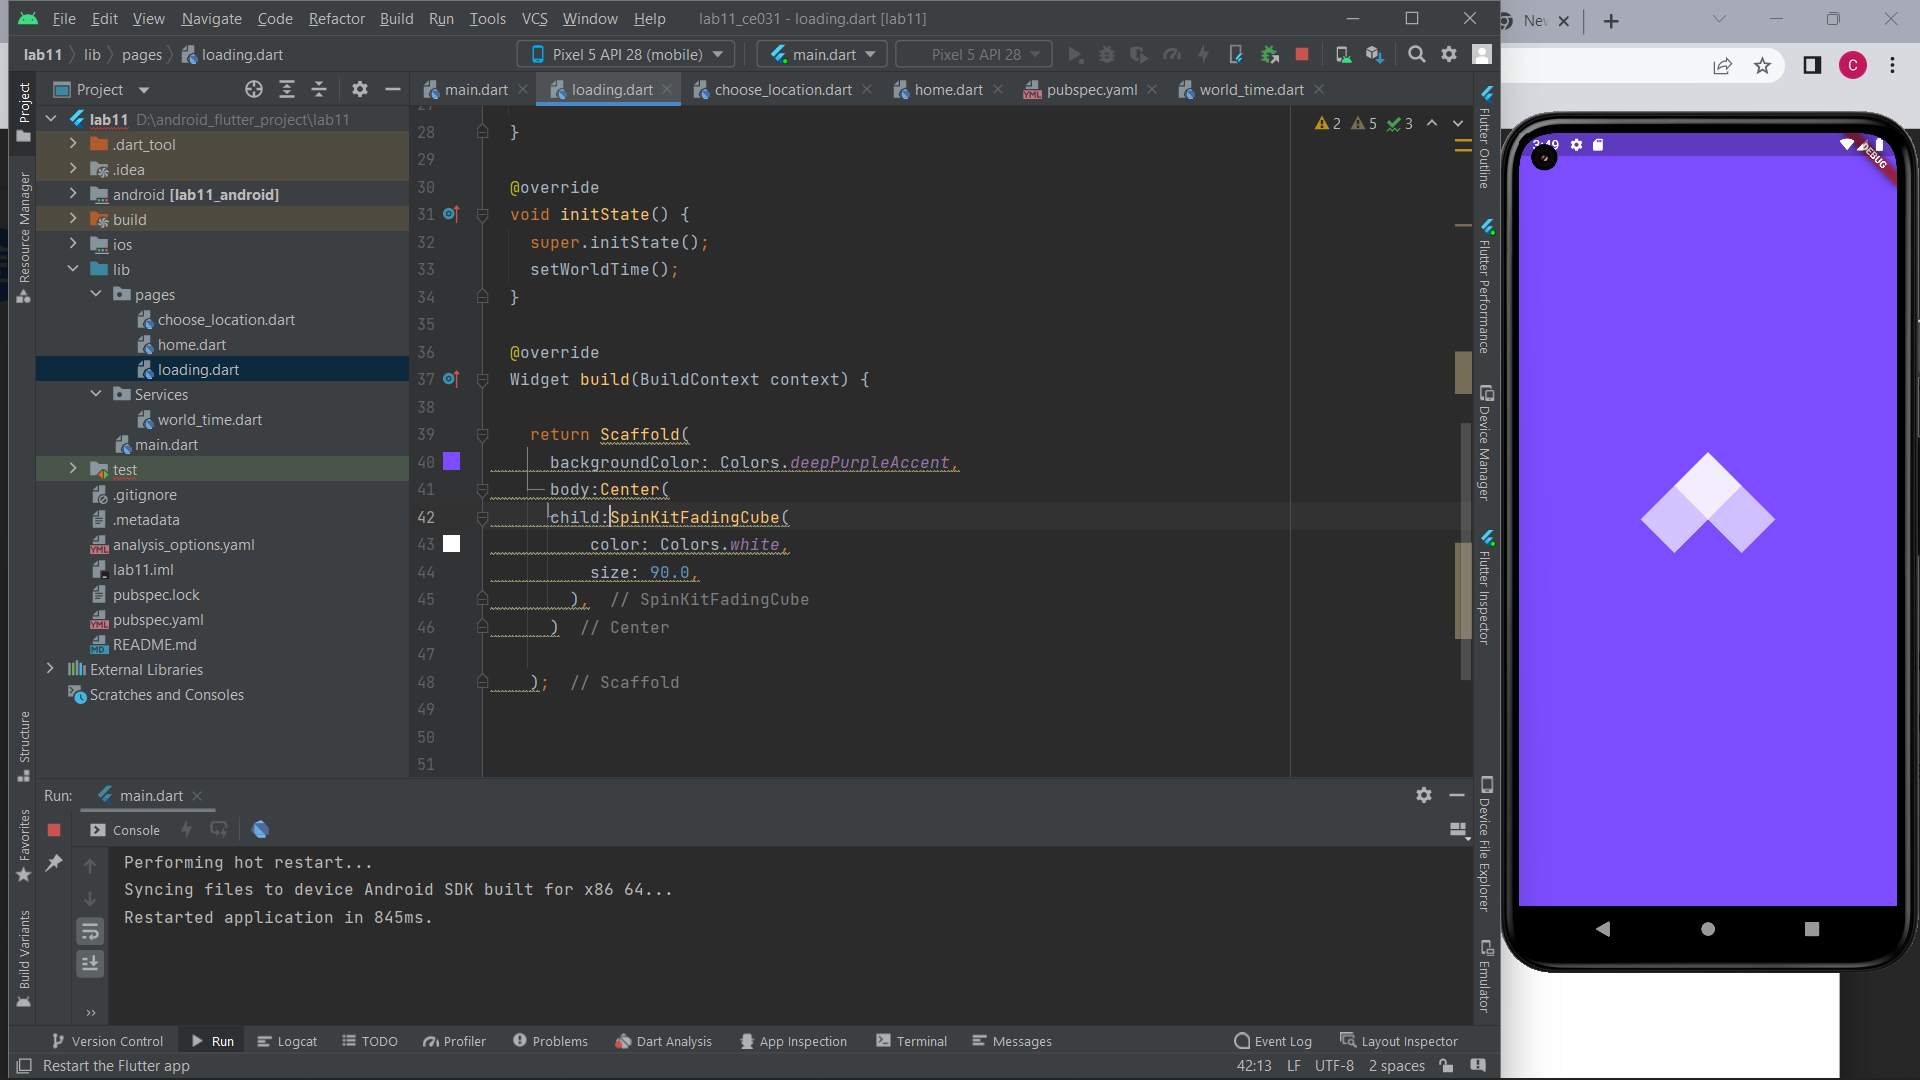 File Edit View Navigate Code Refactor Build Run Tools VCS Window Help lab11_ce031 - loading.dart [lab11]
lab11 lib pages loading.dart Pixel 5 API 28 (mobile) main.dart Pixel 5 API 28
Project main.dart loading.dart choose_location.dart home.dart pubspec.yaml world_time.dart
lab11 D:\android_flutter_project\lab11
.dart_tool
.idea
android [lab11_android]
build
ios
lib
pages
choose_location.dart
home.dart
loading.dart
Services
world_time.dart
main.dart
test
.gitignore
.metadata
analysis_options.yaml
lab11.iml
pubspec.lock
pubspec.yaml
README.md
External Libraries
Scratches and Consoles
Project
Resource Manager
Structure
Favorites
Build Variants
2 5 3
28 }
29
30 @override
31 void initState() {
32 super.initState();
33 setWorldTime();
34 }
35
36 @override
37 Widget build(BuildContext context) {
38
39 return Scaffold(
40 backgroundColor: Colors.deepPurpleAccent,
41 body:Center(
42 child:SpinKitFadingCube(
43 color: Colors.white,
44 size: 90.0,
45 ), // SpinKitFadingCube
46 ) // Center
47
48 ); // Scaffold
49
50
51
Flutter Outline
Flutter Performance
Device Manager
Flutter Inspector
Device File Explorer
Emulator
Run: main.dart
Console
Performing hot restart...
Syncing files to device Android SDK built for x86 64...
Restarted application in 845ms.
Version Control Run Logcat TODO Profiler Problems Dart Analysis App Inspection Terminal Messages Event Log Layout Inspector
Restart the Flutter app 42:13 LF UTF-8 2 spaces
C
3:49
DEBUG